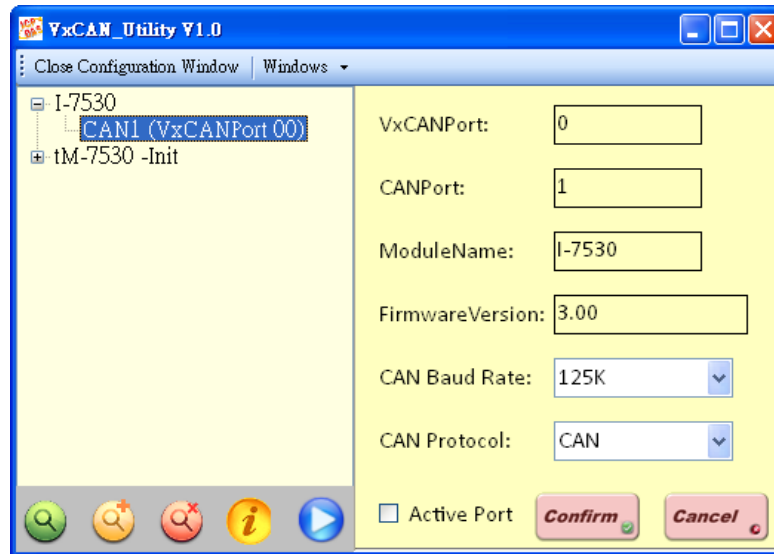 VxCAN_Utility V1.0
Close Configuration Window Windows
I-7530
CAN1 (VxCANPort 00)
tM-7530 -Init
VxCANPort: 0
CANPort: 1
ModuleName: I-7530
FirmwareVersion: 3.00
CAN Baud Rate: 125K
CAN Protocol: CAN
Active Port Confirm Cancel